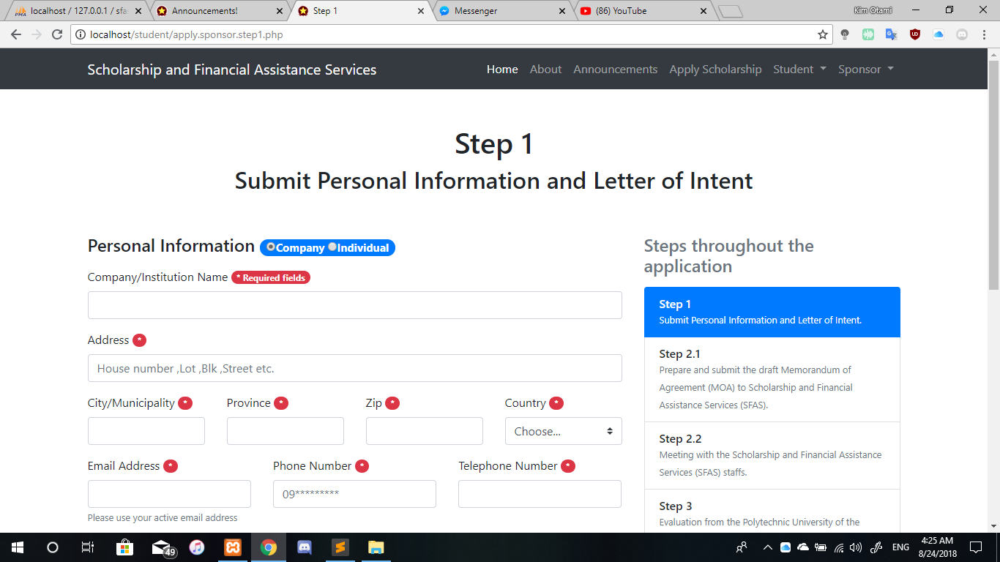 localhost / 127.0.0.1 / sfas
Announcements!
Step 1
Messenger
(86) YouTube
Kim Otami
localhost/student/apply.sponsor.step1.php
Scholarship and Financial Assistance Services
Home About Announcements Apply Scholarship Student Sponsor
Step 1
Submit Personal Information and Letter of Intent
Personal Information Company Individual
Company/Institution Name * Required fields
Address *
House number ,Lot ,Blk ,Street etc.
City/Municipality * Province * Zip * Country *
Choose...
Email Address * Phone Number * Telephone Number *
09*********
Please use your active email address
Steps throughout the
application
Step 1
Submit Personal Information and Letter of Intent.
Step 2.1
Prepare and submit the draft Memorandum of
Agreement (MOA) to Scholarship and Financial
Assistance Services (SFAS).
Step 2.2
Meeting with the Scholarship and Financial Assistance
Services (SFAS) staffs.
Step 3
Evaluation from the Polytechnic University of the
49
ENG
4:25 AM
8/24/2018